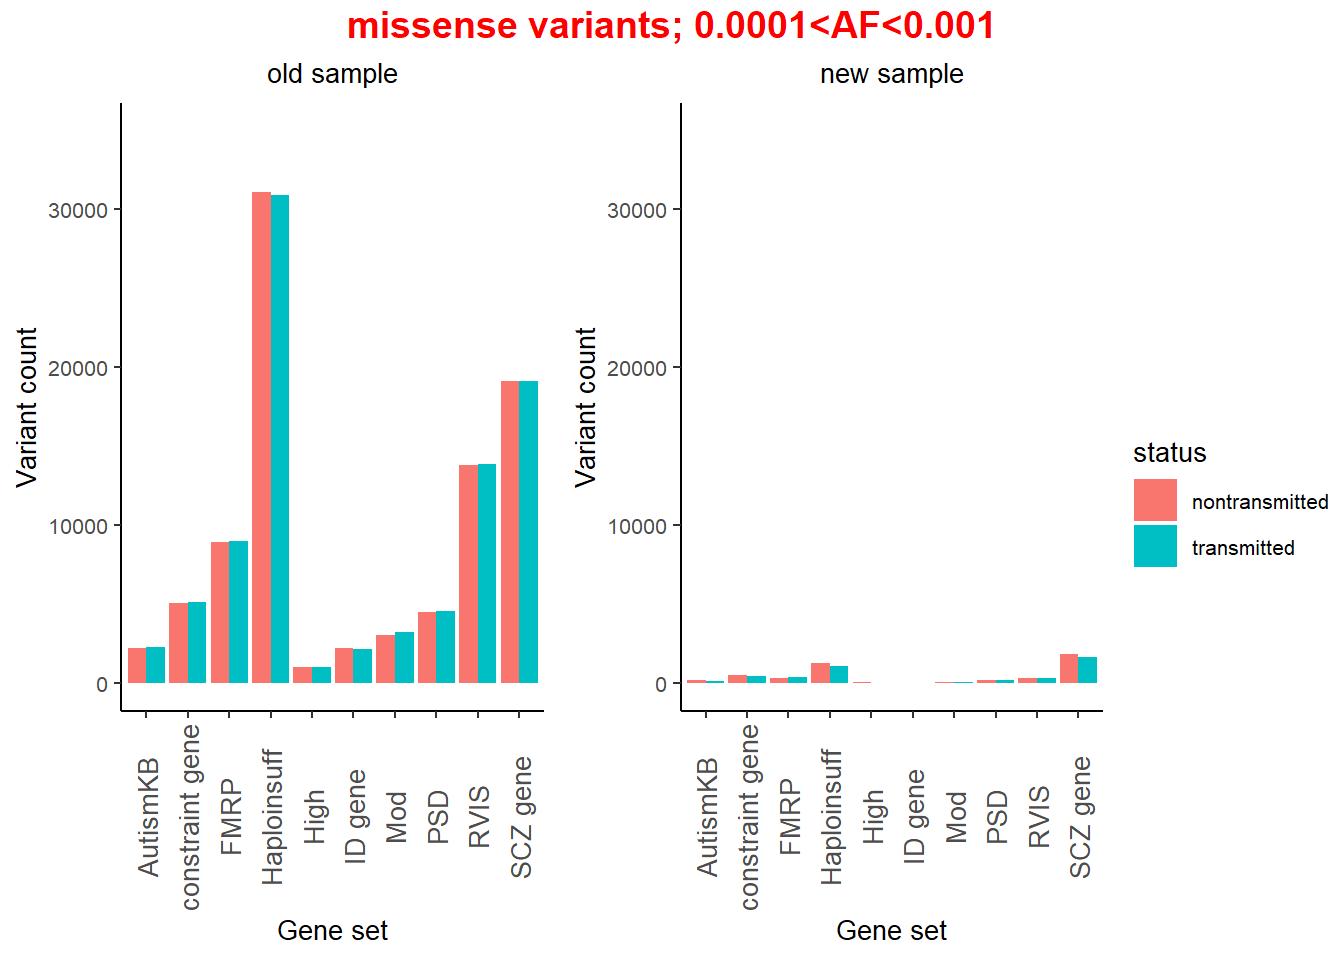 missense variants; 0.0001<AF<0.001
old sample
new sample
Variant count
30000
20000
10000
0
AutismKB
constraint gene
FMRP
Haploinsuff
High
ID gene
Mod
PSD
RVIS
SCZ gene
Gene set
Variant count
30000
20000
10000
0
AutismKB
constraint gene
FMRP
Haploinsuff
High
ID gene
Mod
PSD
RVIS
SCZ gene
Gene set
status
nontransmitted
transmitted